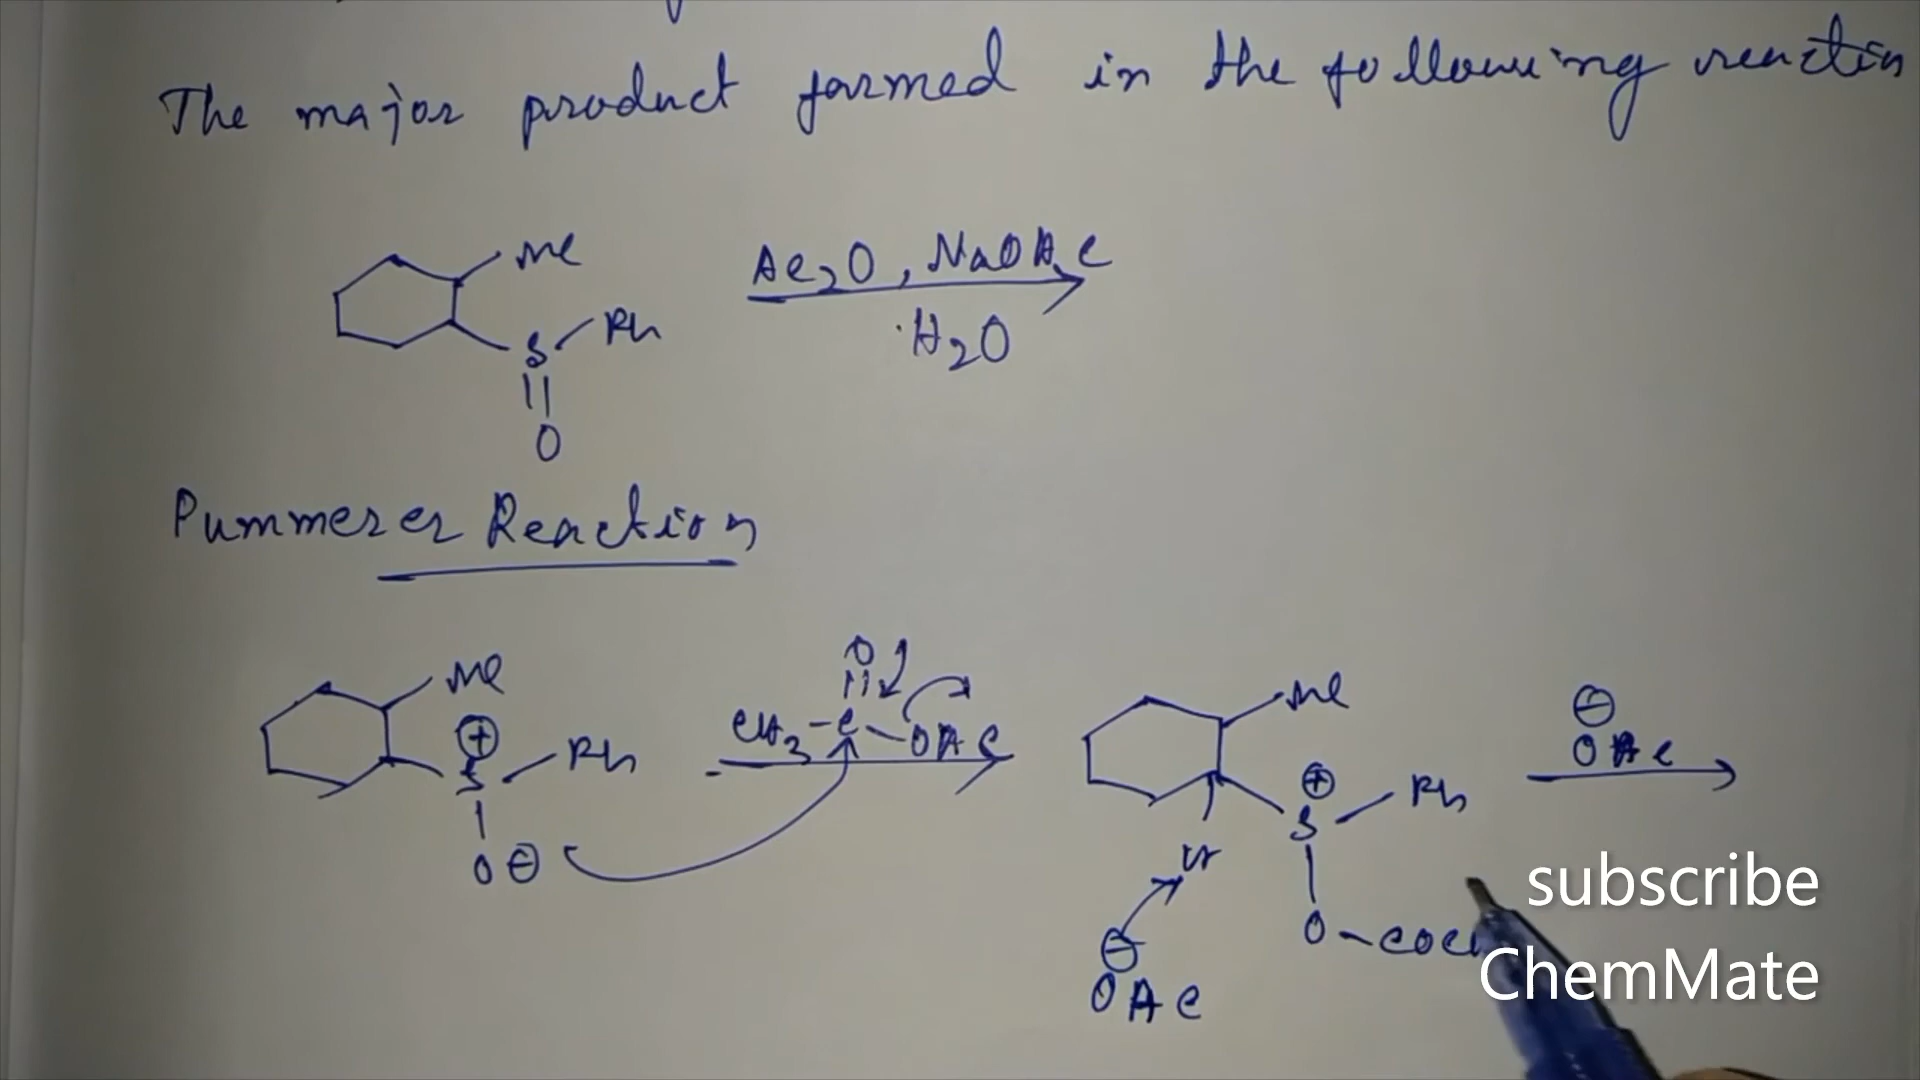 The major product formed in the following reaction
Me
Ac2O, NaOAc
S Ph
H2O
O
Pummerer Reaction
O
Me
Me
⊖
⊕
CH3-C-OAc
OAc
S Ph
⊕
S Ph
O⊖
H
O-COC
⊖
OAc
subscribe
ChemMate